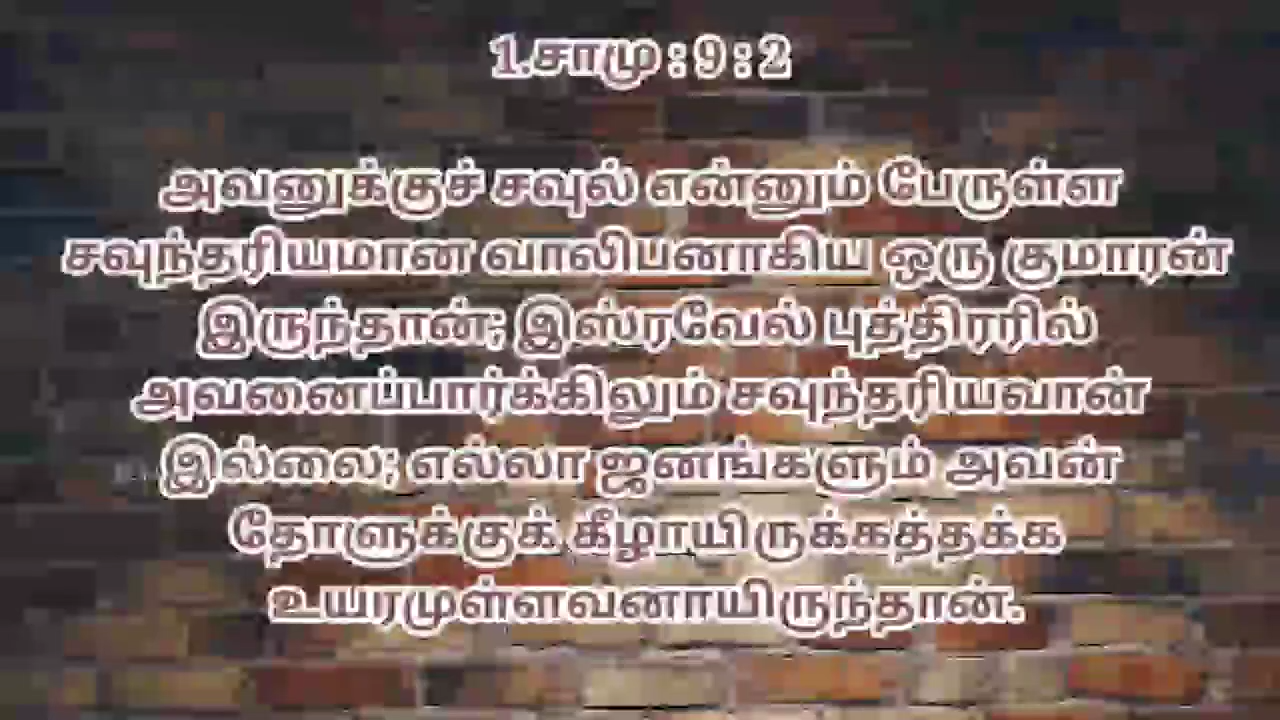 1.சாமு : 9 : 2
அவனுக்குச் சவுல் என்னும் பேருள்ள
சவுந்தரியமான வாலிபனாகிய ஒரு குமாரன்
இருந்தான்; இஸ்ரவேல் புத்திரரில்
அவனைப்பார்க்கிலும் சவுந்தரியவான்
இல்லை; எல்லா ஜனங்களும் அவன்
தோளுக்குக் கீழாயிருக்கத்தக்க
உயரமுள்ளவனாயிருந்தான்.